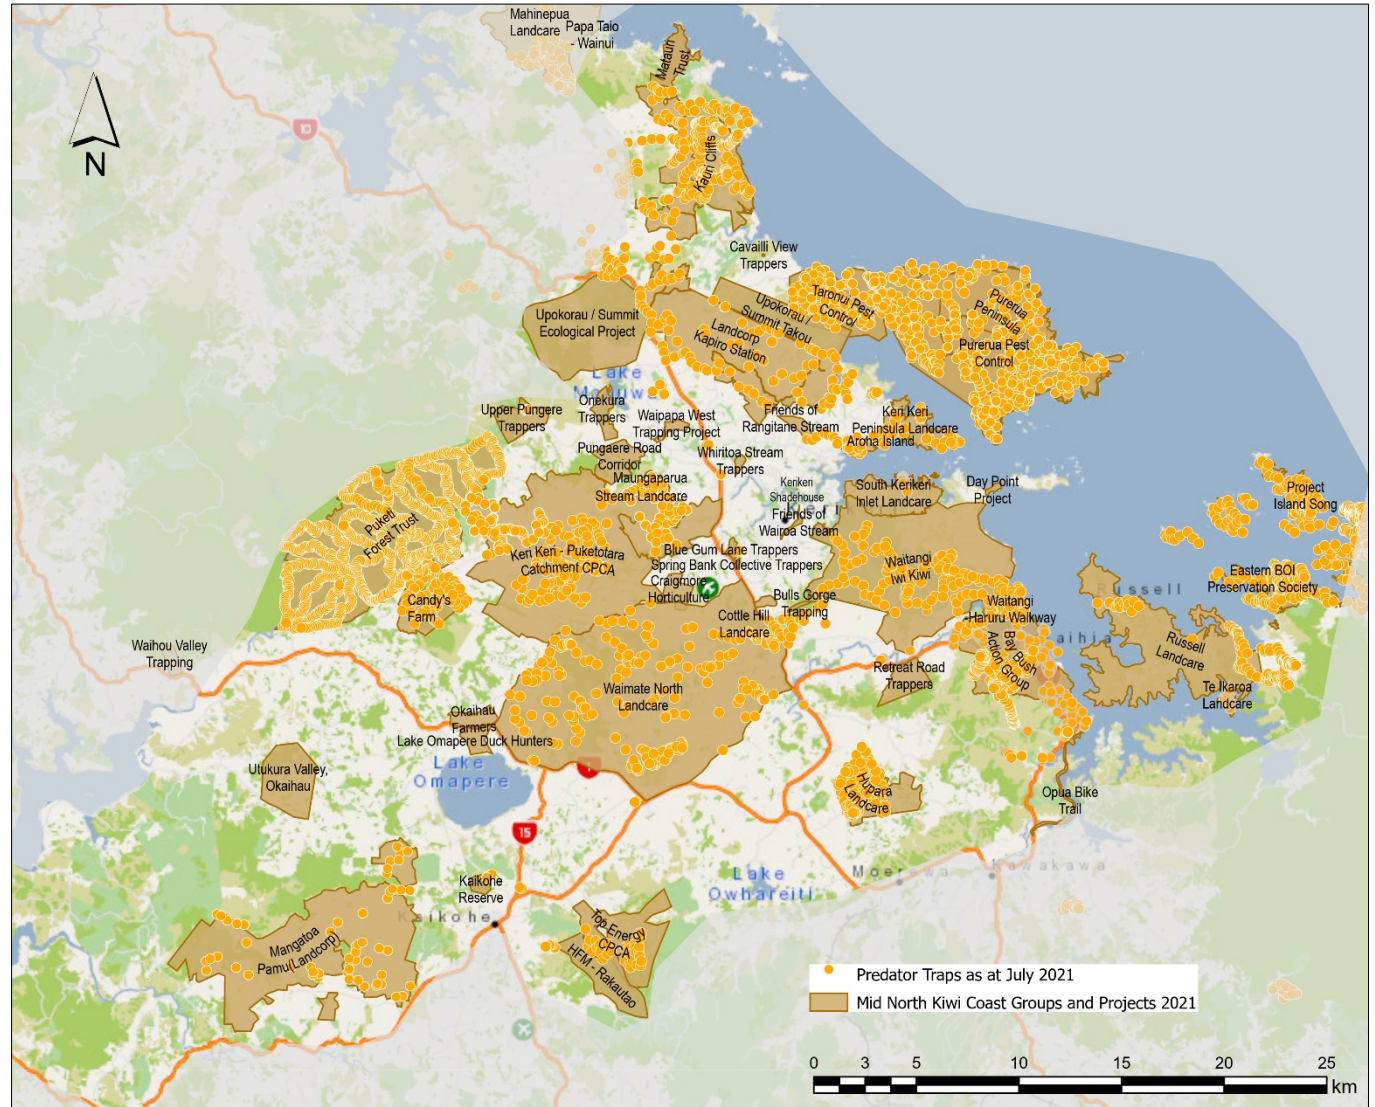 Mahinepua
Landcare
Papa Taio
- Wainui
Matauri
Trust
10
N
Kauri Cliffs
Cavailli View
Trappers
Taronui Pest
Control
Purerua
Peninsula
Purerua Pest
Control
Upokorau /
Summit Takou
Upokorau / Summit
Ecological Project
Landcorp
Kapiro Station
Lake
Onekura
Trappers
Upper Pungere
Trappers
Waipapa West
Trapping Project
Friends of
Rangitane Stream
Keri Keri
Peninsula Landcare
Aroha Island
Pungaere Road
Corridor
Whiritoa Stream
Trappers
Maungaparua
Stream Landcare
Kerikeri
Shadehouse
Friends of
Wairoa Stream
South Kerikeri
Inlet Landcare
Day Point
Project
Project
Island Song
Puketi
Forest Trust
Keri Keri - Puketotara
Catchment CPCA
Blue Gum Lane Trappers
Spring Bank Collective Trappers
Craigmore
Horticulture
Waitangi
Iwi Kiwi
Eastern BOI
Preservation Society
Russell
Candy's
Farm
Bulls Gorge
Trapping
Cottle Hill
Landcare
Waitangi
-Haruru Walkway
aihia
Bay Bush
Action Group
Russell
Landcare
Waihou Valley
Trapping
Retreat Road
Trappers
Te Ikaroa
Landcare
Waimate North
Landcare
Okaihau
Farmers
Lake Omapere Duck Hunters
Lake
Omapere
Utukura Valley,
Okaihau
Hupara
Landcare
Opua Bike
Trail
15
Lake
Owhareiti
Moerewa
Kawakawa
Kaikohe
Reserve
Kaikohe
Top Energy
CPCA
HFM - Rakautao
Mangatoa
Pamu(Landcorp)
Predator Traps as at July 2021
Mid North Kiwi Coast Groups and Projects 2021
0 3 5 10 15 20 25
km